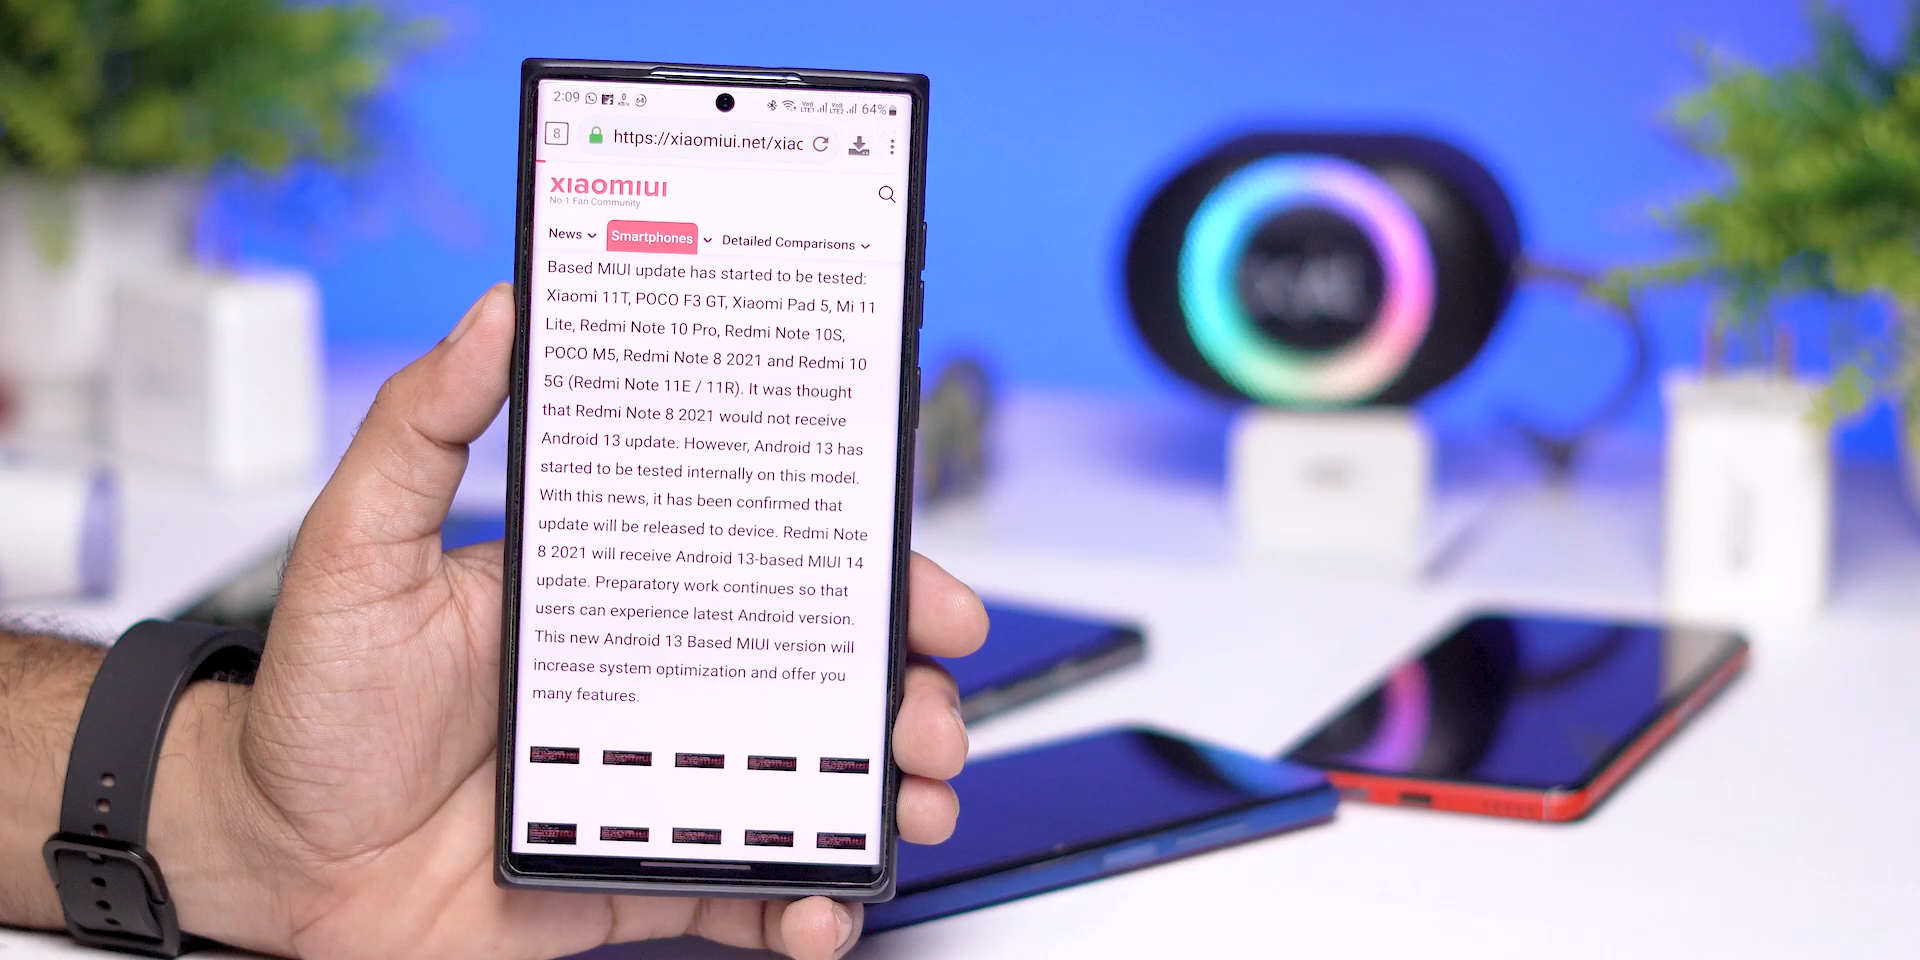 2:09 64%
8 https://xiaomiui.net/xiac
xiaomiui
No.1 Fan Community
News Smartphones Detailed Comparisons
Based MIUI update has started to be tested:
Xiaomi 11T, POCO F3 GT, Xiaomi Pad 5, Mi 11
Lite, Redmi Note 10 Pro, Redmi Note 10S,
POCO M5, Redmi Note 8 2021 and Redmi 10
5G (Redmi Note 11E / 11R). It was thought
that Redmi Note 8 2021 would not receive
Android 13 update. However, Android 13 has
started to be tested internally on this model.
With this news, it has been confirmed that
update will be released to device. Redmi Note
8 2021 will receive Android 13-based MIUI 14
update. Preparatory work continues so that
users can experience latest Android version.
This new Android 13 Based MIUI version will
increase system optimization and offer you
many features.